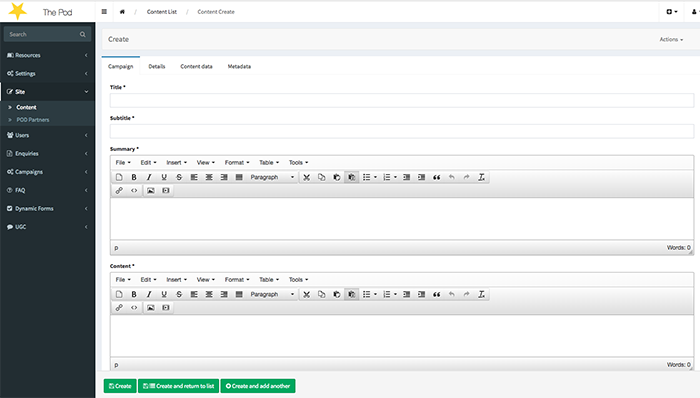 The Pod
Content List / Content Create
Search
Resources
Settings
Site
Content
POD Partners
Users
Enquiries
Campaigns
FAQ
Dynamic Forms
UGC
Create
Actions
Campaign Details Content data Metadata
Title *
Subtitle *
Summary *
File Edit Insert View Format Table Tools
B I U S Paragraph
p Words: 0
Content *
File Edit Insert View Format Table Tools
B I U S Paragraph
p Words: 0
Create Create and return to list Create and add another